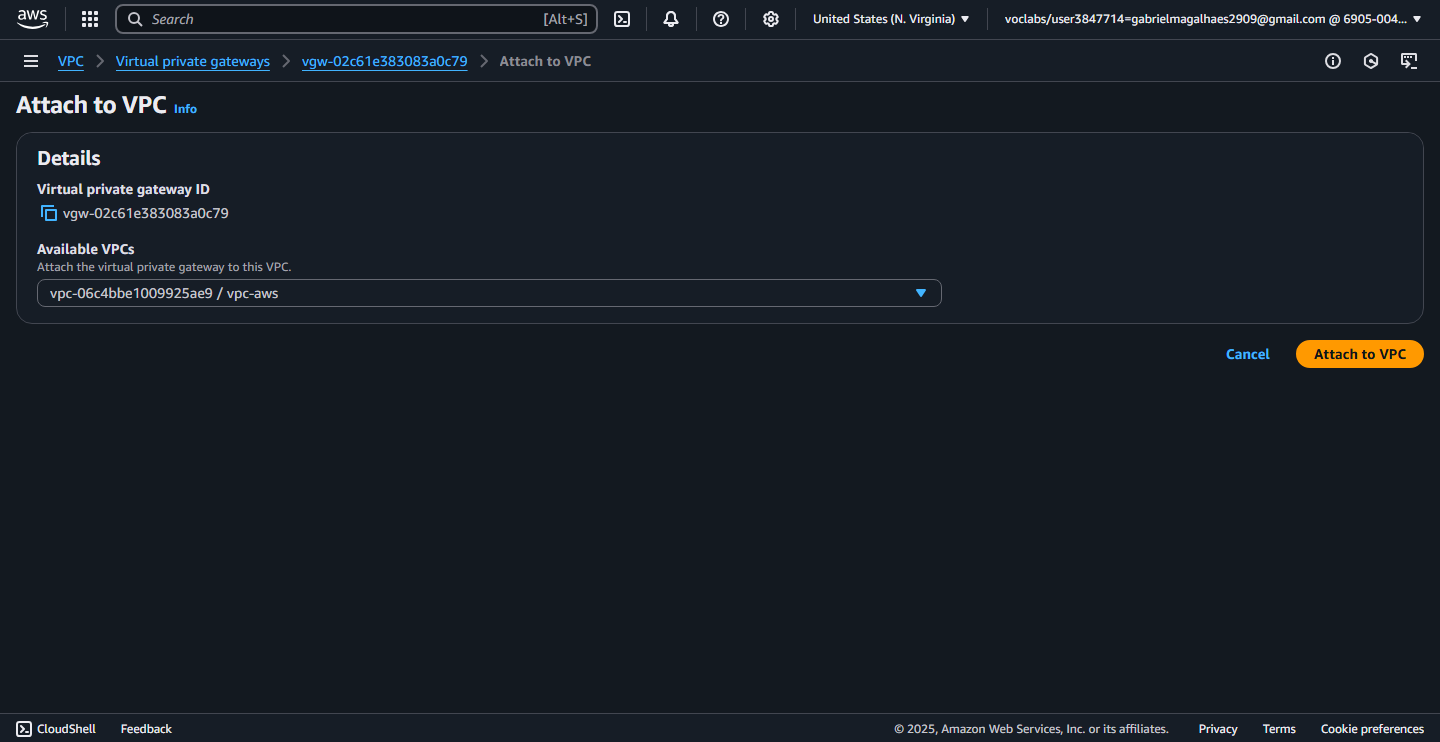 aws
Search [Alt+S]
United States (N. Virginia)
voclabs/user3847714=gabrielmagalhaes2909@gmail.com @ 6905-004...
VPC
Virtual private gateways
vgw-02c61e383083a0c79
Attach to VPC
Attach to VPC Info
Details
Virtual private gateway ID
vgw-02c61e383083a0c79
Available VPCs
Attach the virtual private gateway to this VPC.
vpc-06c4bbe1009925ae9 / vpc-aws
Cancel
Attach to VPC
CloudShell
Feedback
© 2025, Amazon Web Services, Inc. or its affiliates.
Privacy
Terms
Cookie preferences